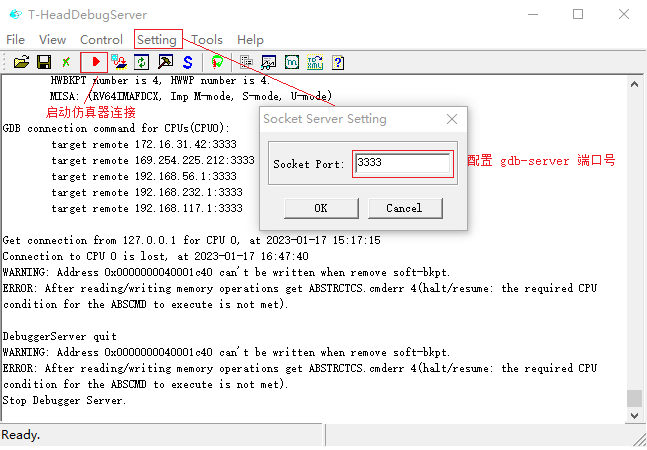 T-HeadDebugServer
File View Control Setting Tools Help
HWBKPT number is 4, HWWP number is 4.
MISA: (RV64IMAFDCX, Imp M-mode, S-mode, U-mode)
启动仿真器连接
GDB connection command for CPUs(CPU0):
target remote 172.16.31.42:3333
target remote 169.254.225.212:3333
target remote 192.168.56.1:3333
target remote 192.168.232.1:3333
target remote 192.168.117.1:3333
Socket Server Setting
Socket Port: 3333
OK Cancel
配置 gdb-server 端口号
Get connection from 127.0.0.1 for CPU 0, at 2023-01-17 15:17:15
Connection to CPU 0 is lost, at 2023-01-17 16:47:40
WARNING: Address 0x0000000040001c40 can't be written when remove soft-bkpt.
ERROR: After reading/writing memory operations get ABSTRCTCS.cmderr 4(halt/resume: the required CPU
condition for the ABSCMD to execute is not met).
DebuggerServer quit
WARNING: Address 0x0000000040001c40 can't be written when remove soft-bkpt.
ERROR: After reading/writing memory operations get ABSTRCTCS.cmderr 4(halt/resume: the required CPU
condition for the ABSCMD to execute is not met).
Stop Debugger Server.
Ready.